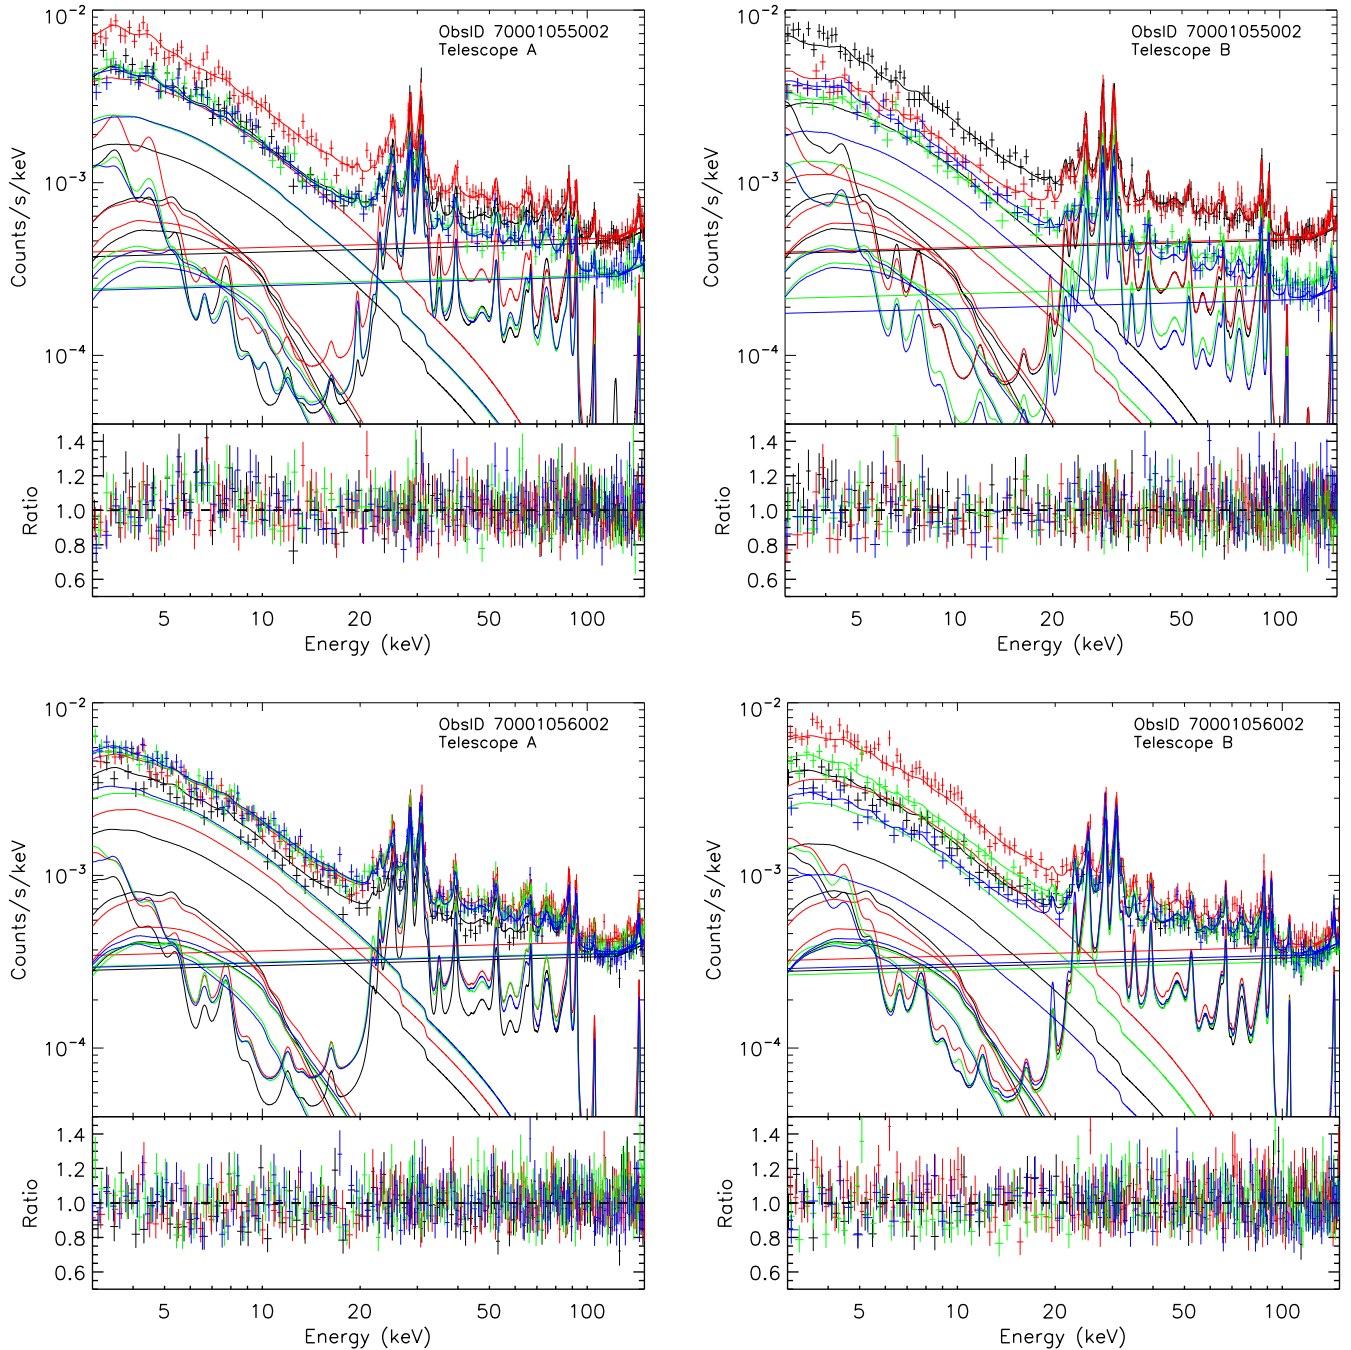 ObsID 70001055002
Telescope A
10⁻²
10⁻³
10⁻⁴
Counts/s/keV
1.4
1.2
1.0
0.8
0.6
Ratio
5 10 20 50 100
Energy (keV)
ObsID 70001055002
Telescope B
10⁻²
10⁻³
10⁻⁴
Counts/s/keV
1.4
1.2
1.0
0.8
0.6
Ratio
5 10 20 50 100
Energy (keV)
ObsID 70001056002
Telescope A
10⁻²
10⁻³
10⁻⁴
Counts/s/keV
1.4
1.2
1.0
0.8
0.6
Ratio
5 10 20 50 100
Energy (keV)
ObsID 70001056002
Telescope B
10⁻²
10⁻³
10⁻⁴
Counts/s/keV
1.4
1.2
1.0
0.8
0.6
Ratio
5 10 20 50 100
Energy (keV)